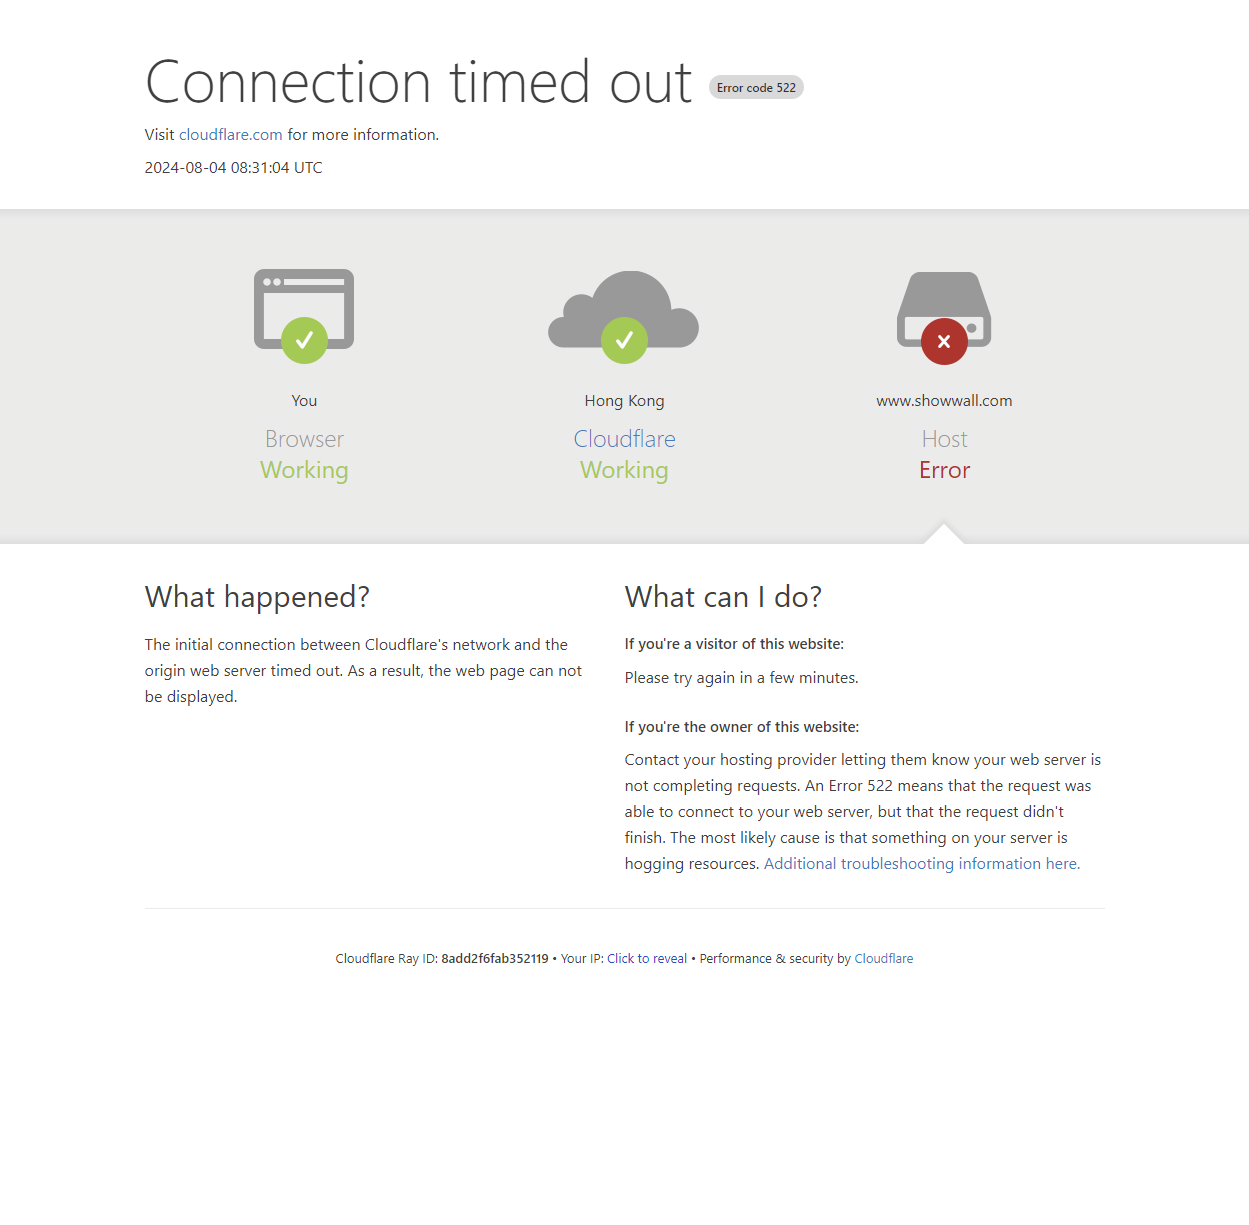 Connection timed out Error code 522
Visit cloudflare.com for more information.
2024-08-04 08:31:04 UTC
You
Browser
Working
Hong Kong
Cloudflare
Working
www.showwall.com
Host
Error
What happened?
The initial connection between Cloudflare's network and the
origin web server timed out. As a result, the web page can not
be displayed.
What can I do?
If you're a visitor of this website:
Please try again in a few minutes.
If you're the owner of this website:
Contact your hosting provider letting them know your web server is
not completing requests. An Error 522 means that the request was
able to connect to your web server, but that the request didn't
finish. The most likely cause is that something on your server is
hogging resources. Additional troubleshooting information here.
Cloudflare Ray ID: 8add2f6fab352119 • Your IP: Click to reveal • Performance & security by Cloudflare